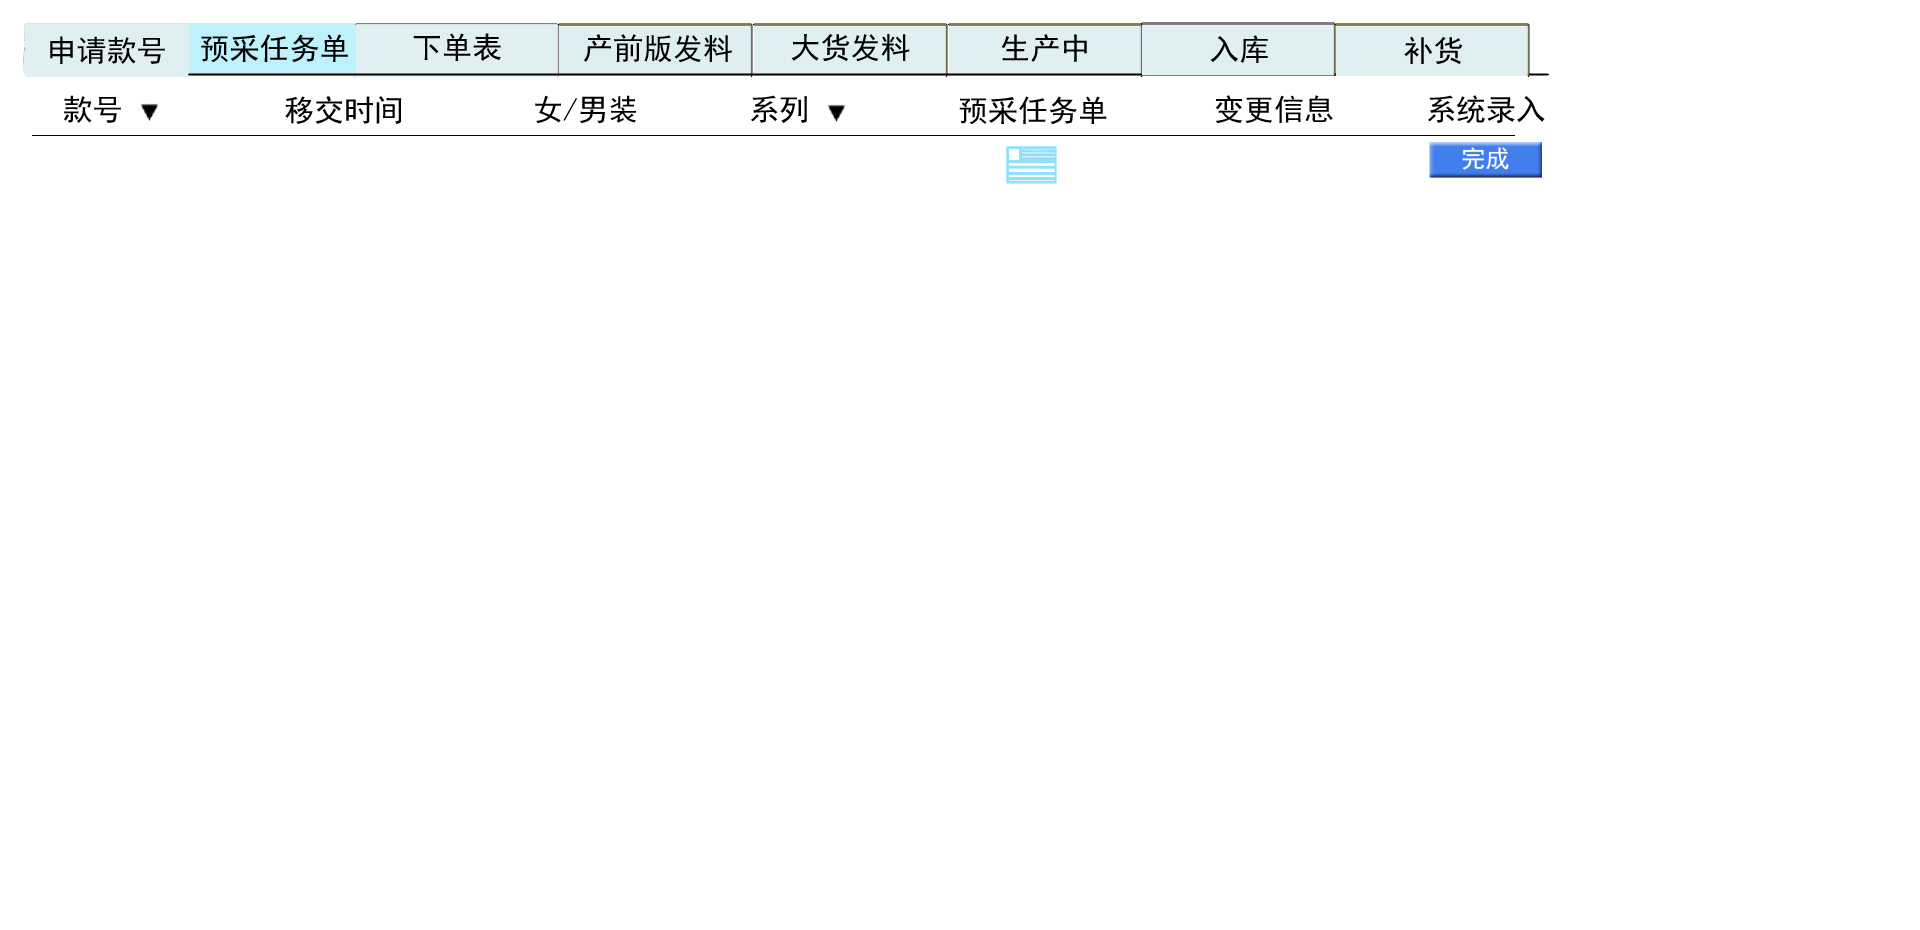 申请款号 预采任务单 下单表 产前版发料 大货发料 生产中 入库 补货
款号 ▼ 移交时间 女/男装 系列 ▼ 预采任务单 变更信息 系统录入
完成